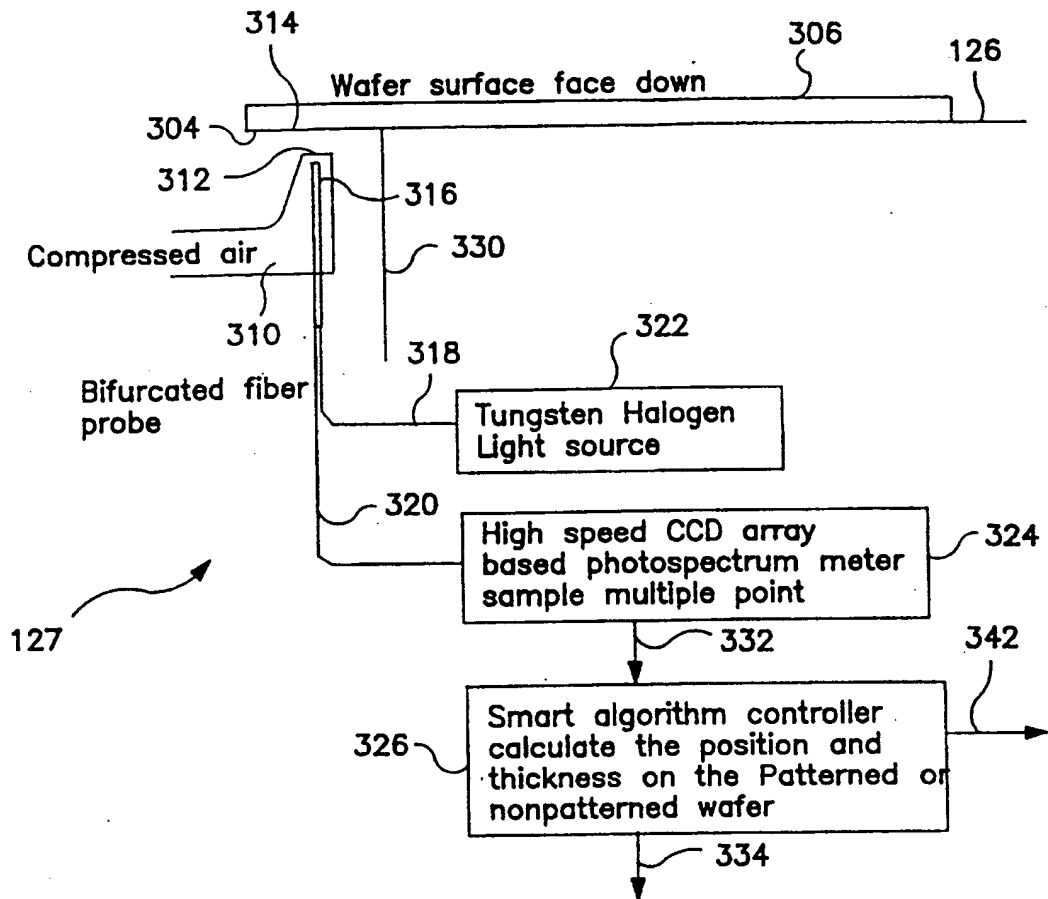 314
306
126
Wafer surface face down
304
312
316
Compressed air
330
310
322
318
Bifurcated fiber
probe
Tungsten Halogen
Light source
320
High speed CCD array
based photospectrum meter
sample multiple point
324
127
332
342
Smart algorithm controller
calculate the position and
thickness on the Patterned or
nonpatterned wafer
326
334